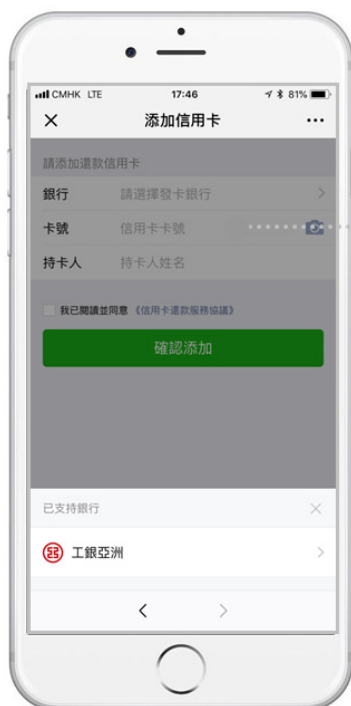 CMHK LTE 17:46 81%
添加信用卡
請添加還款信用卡
銀行 請選擇發卡銀行
卡號 信用卡卡號
持卡人 持卡人姓名
我已閱讀並同意 《信用卡還款服務協議》
確認添加
已支持銀行
工銀亞洲